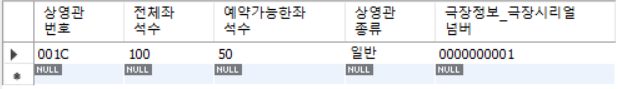 상영관 전체좌 예약가능한좌 상영관 극장정보_극장시리얼
번호 석수 석수 종류 넘버
001C 100 50 일반 0000000001
NULL NULL NULL NULL NULL